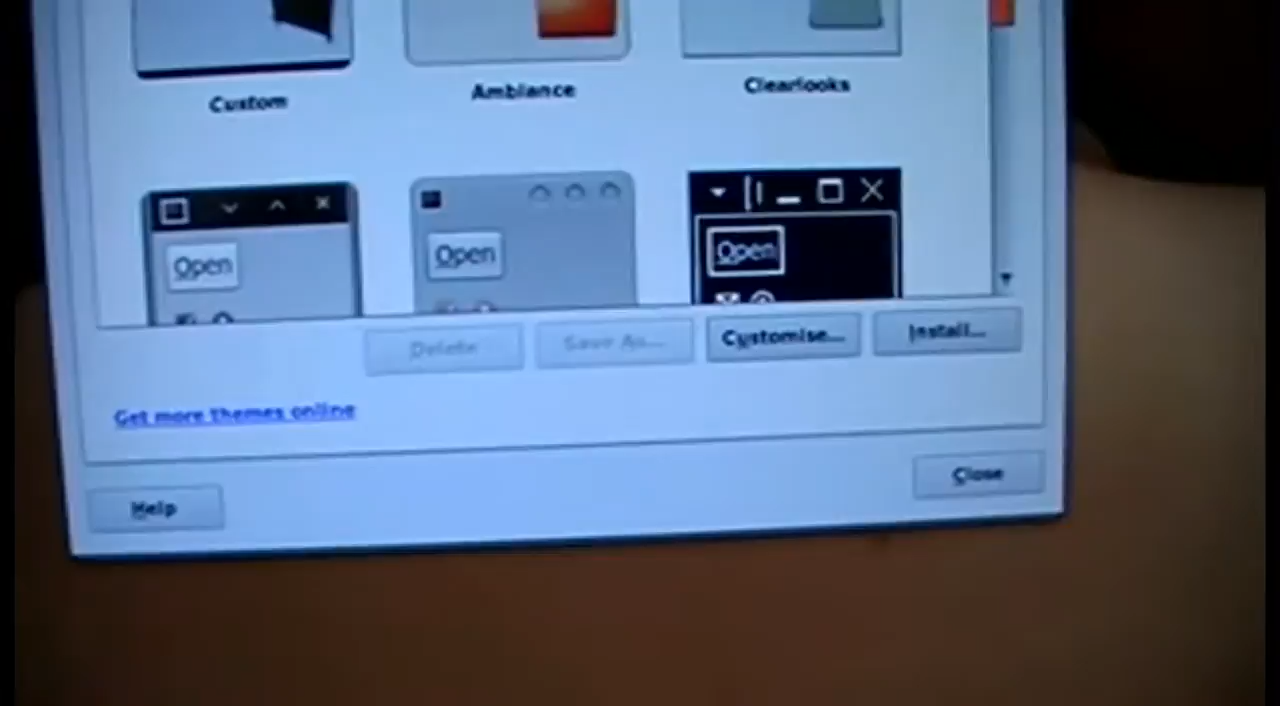 Custom
Ambiance
Clearlooks
Open
Open
Open
Delete
Save As...
Customise...
Install...
Get more themes online
Help
Close